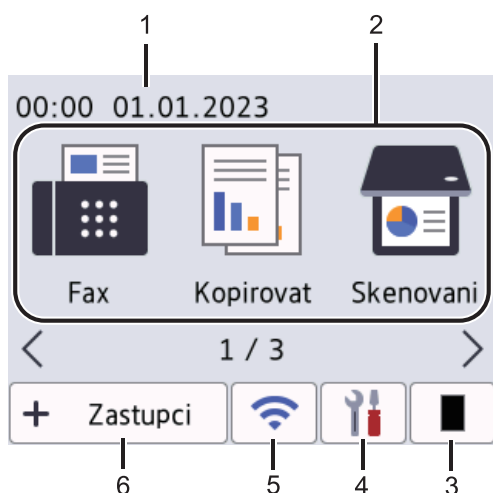 1 2
00:00 01.01.2023
Fax Kopirovat Skenovani
1 / 3
+ Zastupci
6 5 4 3